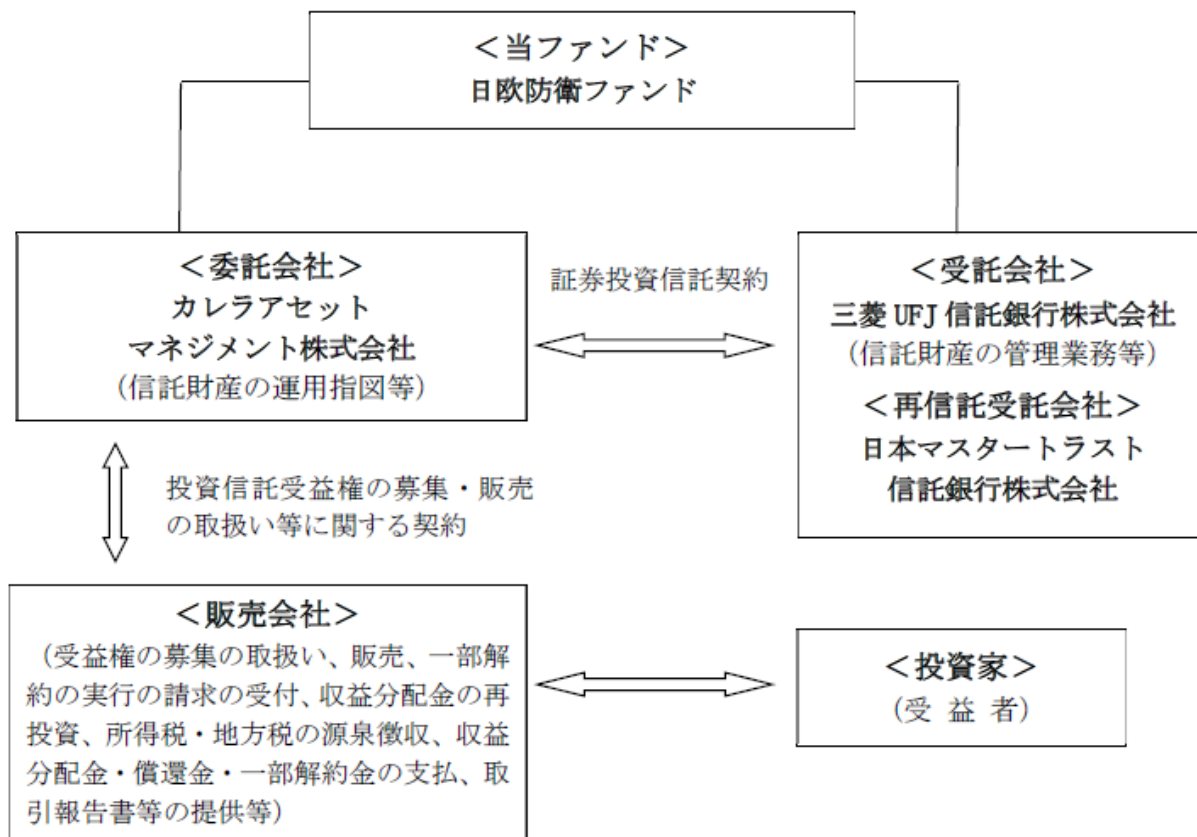 ＜当ファンド＞
日欧防衛ファンド
＜委託会社＞
カレラアセット
マネジメント株式会社
（信託財産の運用指図等）
証券投資信託契約
＜受託会社＞
三菱 UFJ 信託銀行株式会社
（信託財産の管理業務等）
＜再信託受託会社＞
日本マスタートラスト
信託銀行株式会社
投資信託受益権の募集・販売
の取扱い等に関する契約
＜販売会社＞
（受益権の募集の取扱い、販売、一部解
約の実行の請求の受付、収益分配金の再
投資、所得税・地方税の源泉徴収、収益
分配金・償還金・一部解約金の支払、取
引報告書等の提供等）
＜投資家＞
（受 益 者）